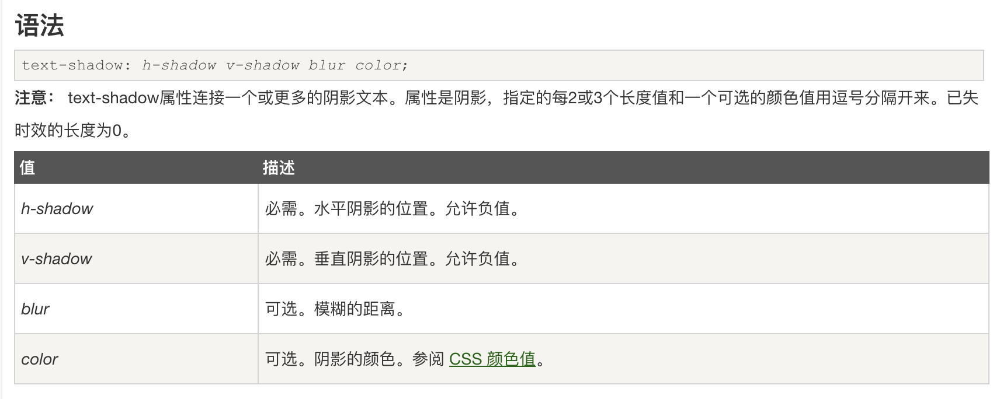 语法
text-shadow: h-shadow v-shadow blur color;
注意： text-shadow属性连接一个或更多的阴影文本。属性是阴影，指定的每2或3个长度值和一个可选的颜色值用逗号分隔开来。已失
时效的长度为0。
值 描述
h-shadow 必需。水平阴影的位置。允许负值。
v-shadow 必需。垂直阴影的位置。允许负值。
blur 可选。模糊的距离。
color 可选。阴影的颜色。参阅 CSS 颜色值。